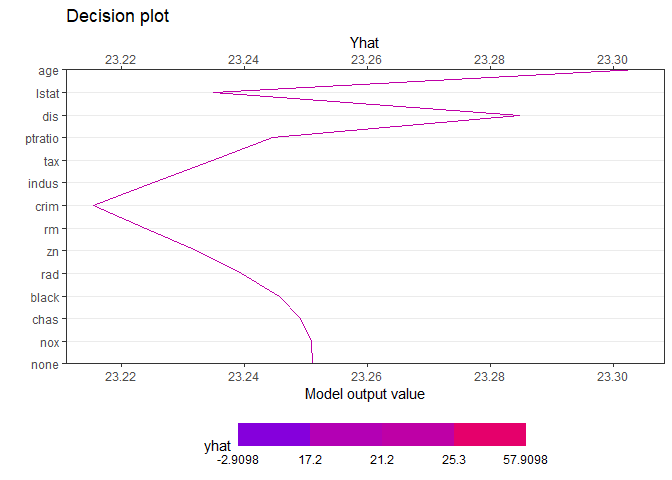 Decision plot
Yhat
23.22 23.24 23.26 23.28 23.30
age
lstat
dis
ptratio
tax
indus
crim
rm
zn
rad
black
chas
nox
none
23.22 23.24 23.26 23.28 23.30
Model output value
yhat
-2.9098 17.2 21.2 25.3 57.9098